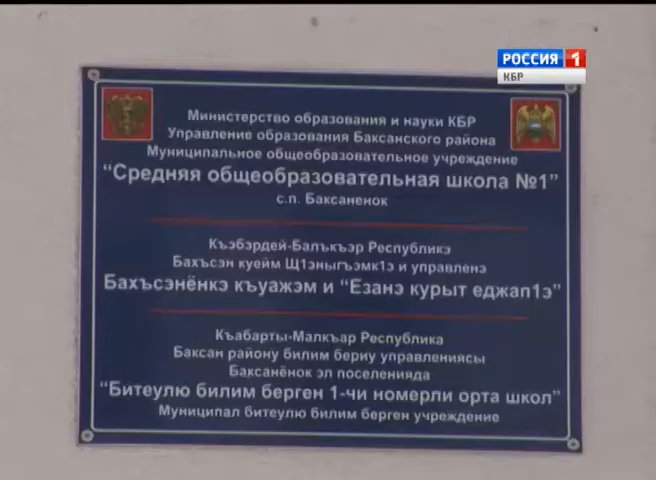 РОССИЯ 1
КБР
Министерство образования и науки КБР
Управление образования Баксанского района
Муниципальное общеобразовательное учреждение
“Средняя общеобразовательная школа №1”
с.п. Баксаненок
Къэбэрдей-Балъкъэр Республикэ
Бахъсэн куейм Щ1эныгъэмк1э и управленэ
Бахъсэнёнкэ къуажэм и “Езанэ курыт еджап1э”
Къабарты-Малкъар Республика
Баксан району билим бериу управлениясы
Баксанёнок эл поселенияда
“Битеулю билим берген 1-чи номерли орта школ”
Муниципал битеулю билим берген учреждение